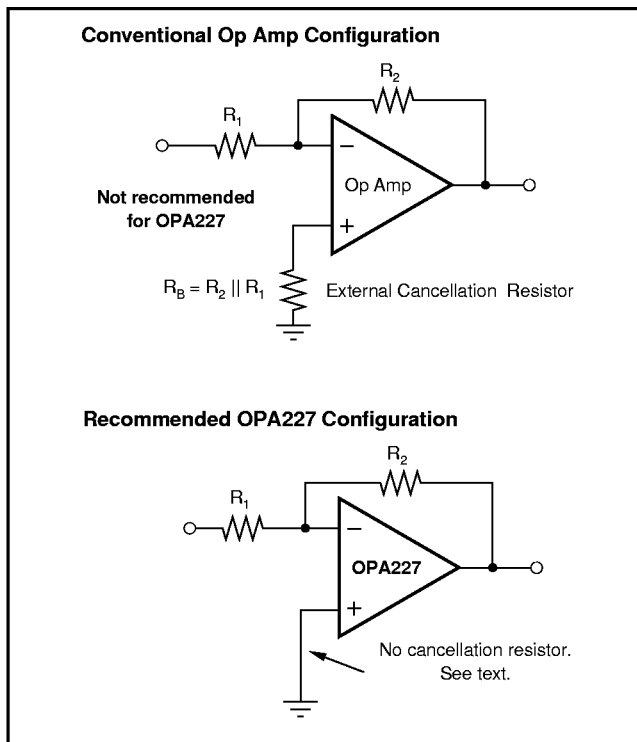 Conventional Op Amp Configuration
R2
R1
−
Op Amp
Not recommended
for OPA227
+
RB = R2 || R1
External Cancellation Resistor
Recommended OPA227 Configuration
R2
R1
−
OPA227
+
No cancellation resistor.
See text.